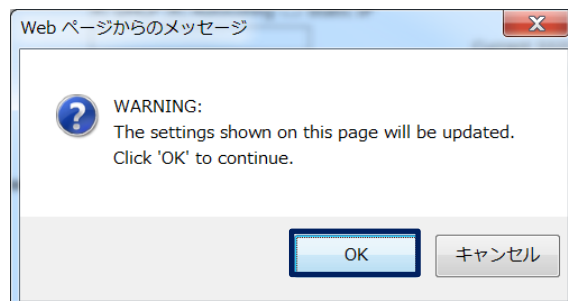 Web ページからのメッセージ
WARNING:
The settings shown on this page will be updated.
Click 'OK' to continue.
OK
キャンセル